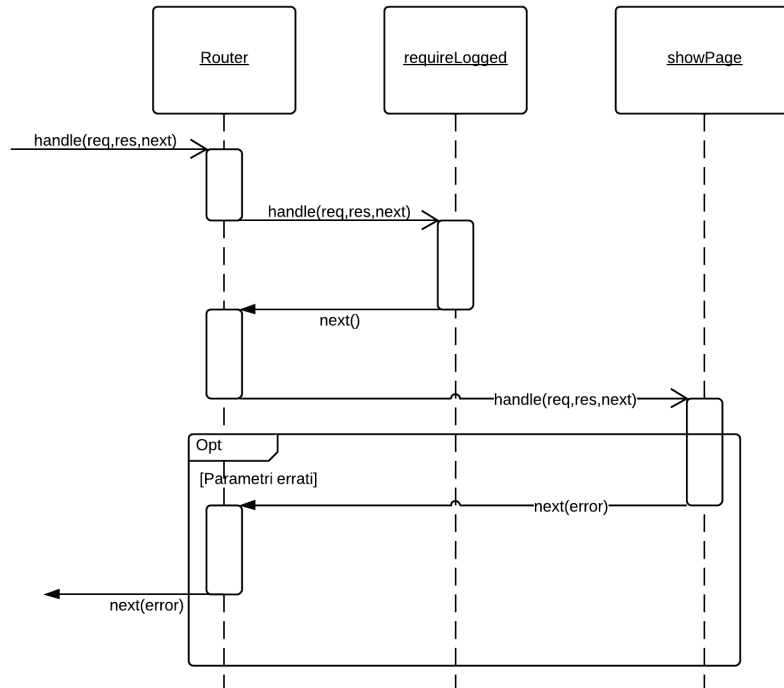 Router
requireLogged
showPage
handle(req,res,next)
handle(req,res,next)
next()
handle(req,res,next)
Opt
[Parametri errati]
next(error)
next(error)